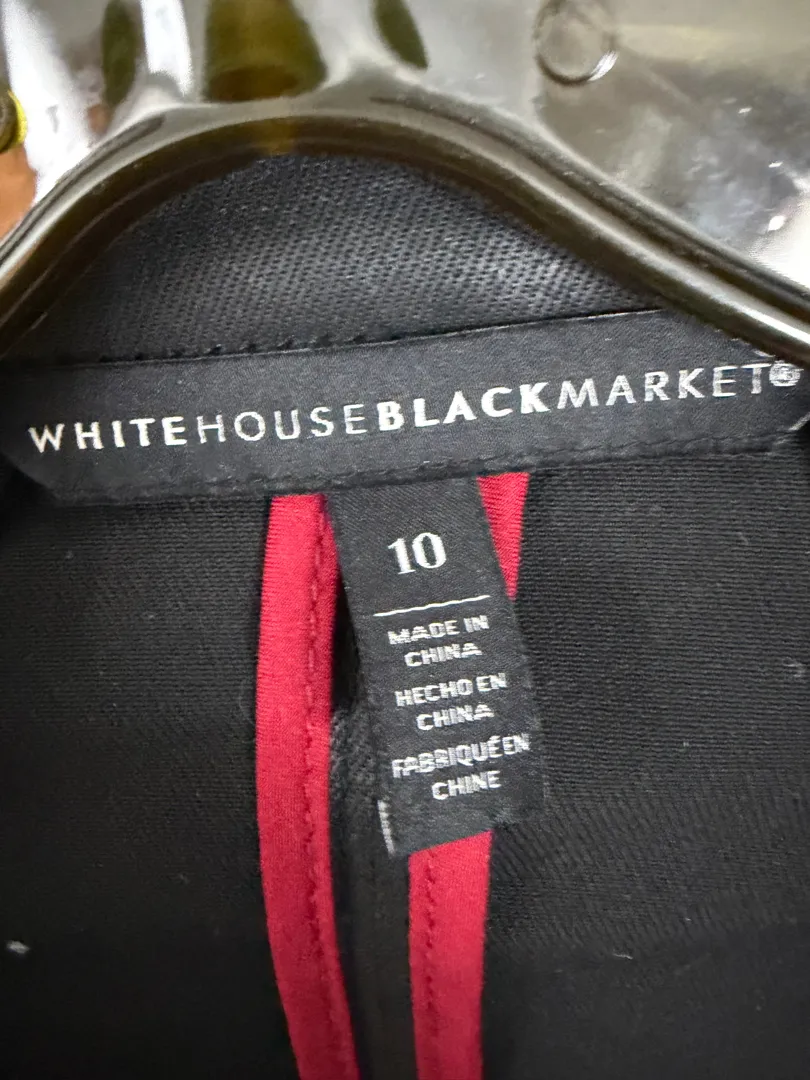 WHITEHOUSEBLACKMARKET®
10
MADE IN
CHINA
HECHO EN
CHINA
FABRIQUÉ EN
CHINE